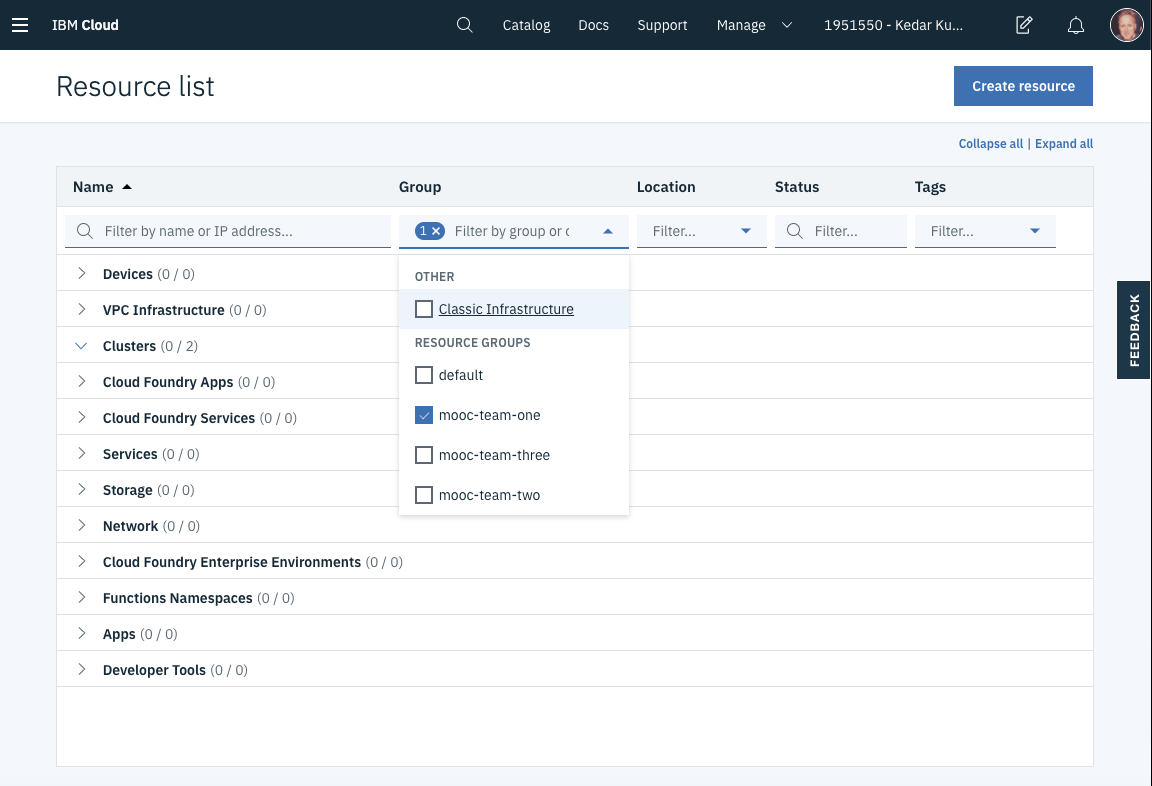 IBM Cloud Catalog Docs Support Manage 1951550 - Kedar Ku...
Resource list Create resource
Collapse all | Expand all
Name Group Location Status Tags
Filter by name or IP address... 1 × Filter by group or c Filter... Filter... Filter...
Devices (0 / 0)
OTHER
Classic Infrastructure
VPC Infrastructure (0 / 0)
RESOURCE GROUPS
Clusters (0 / 2)
default
Cloud Foundry Apps (0 / 0)
mooc-team-one
Cloud Foundry Services (0 / 0)
mooc-team-three
Services (0 / 0)
mooc-team-two
Storage (0 / 0)
Network (0 / 0)
Cloud Foundry Enterprise Environments (0 / 0)
Functions Namespaces (0 / 0)
Apps (0 / 0)
Developer Tools (0 / 0)
FEEDBACK